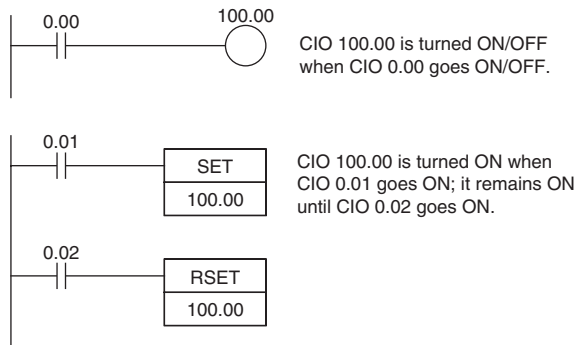 0.00
100.00
CIO 100.00 is turned ON/OFF
when CIO 0.00 goes ON/OFF.
0.01
SET
100.00
CIO 100.00 is turned ON when
CIO 0.01 goes ON; it remains ON
until CIO 0.02 goes ON.
0.02
RSET
100.00